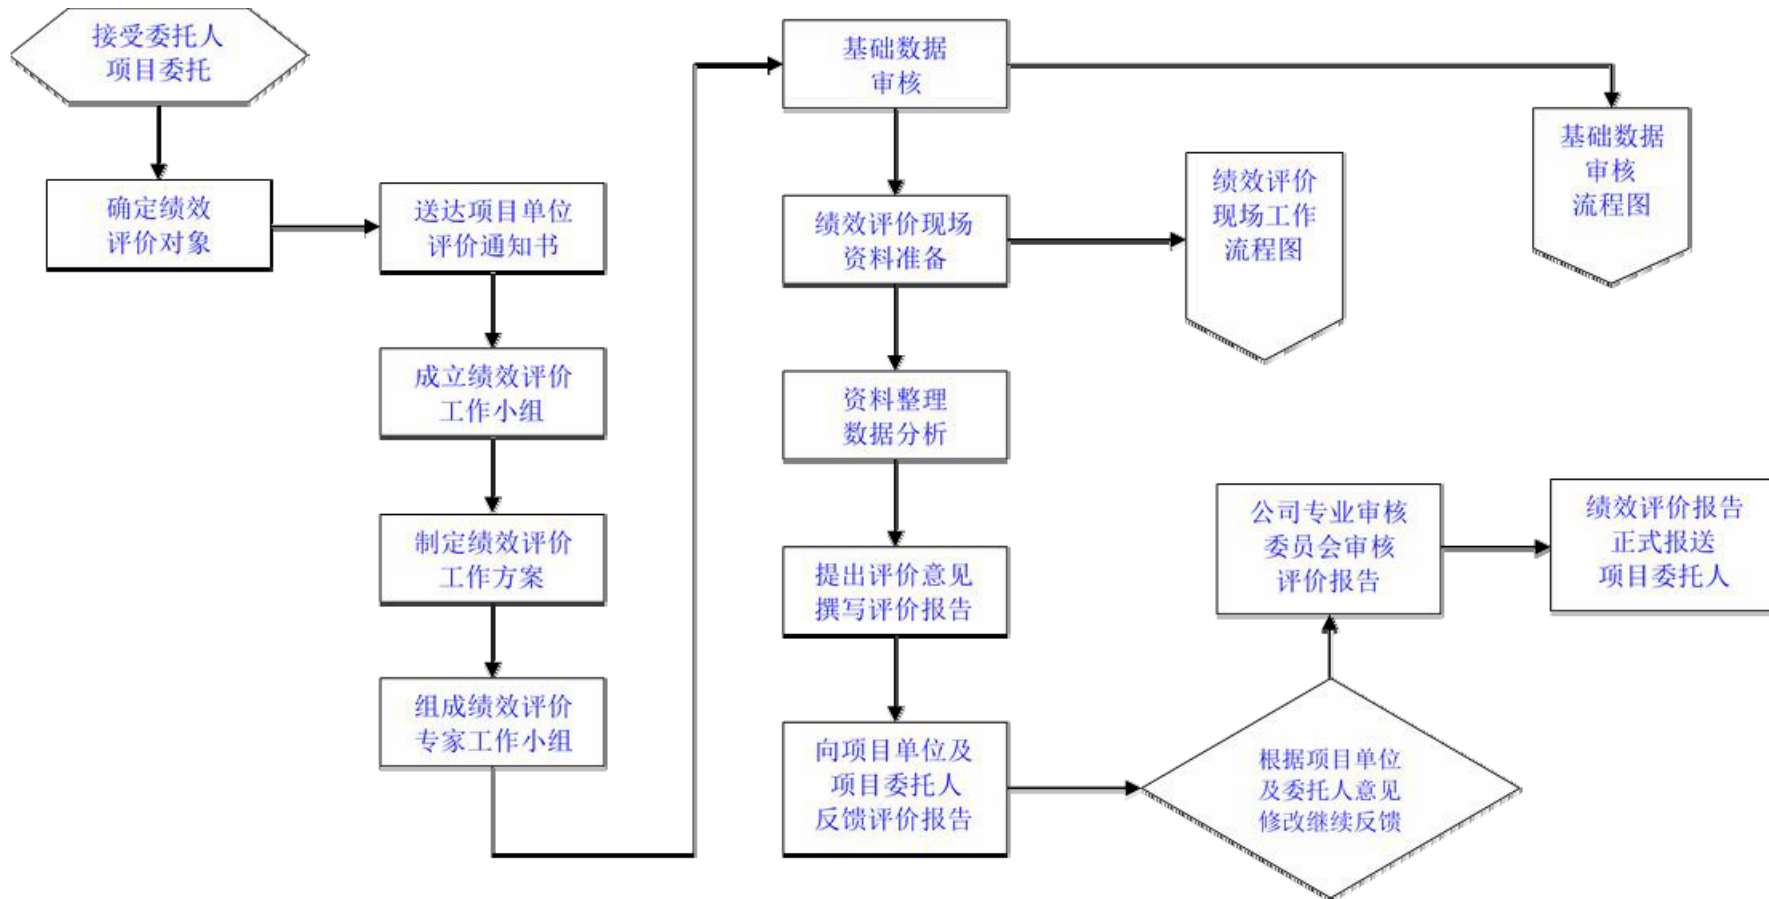 接受委托人
项目委托
确定绩效
评价对象
送达项目单位
评价通知书
成立绩效评价
工作小组
制定绩效评价
工作方案
组成绩效评价
专家工作小组
基础数据
审核
基础数据
审核
流程图
绩效评价现场
资料准备
绩效评价
现场工作
流程图
资料整理
数据分析
提出评价意见
撰写评价报告
向项目单位及
项目委托人
反馈评价报告
根据项目单位
及委托人意见
修改继续反馈
公司专业审核
委员会审核
评价报告
绩效评价报告
正式报送
项目委托人